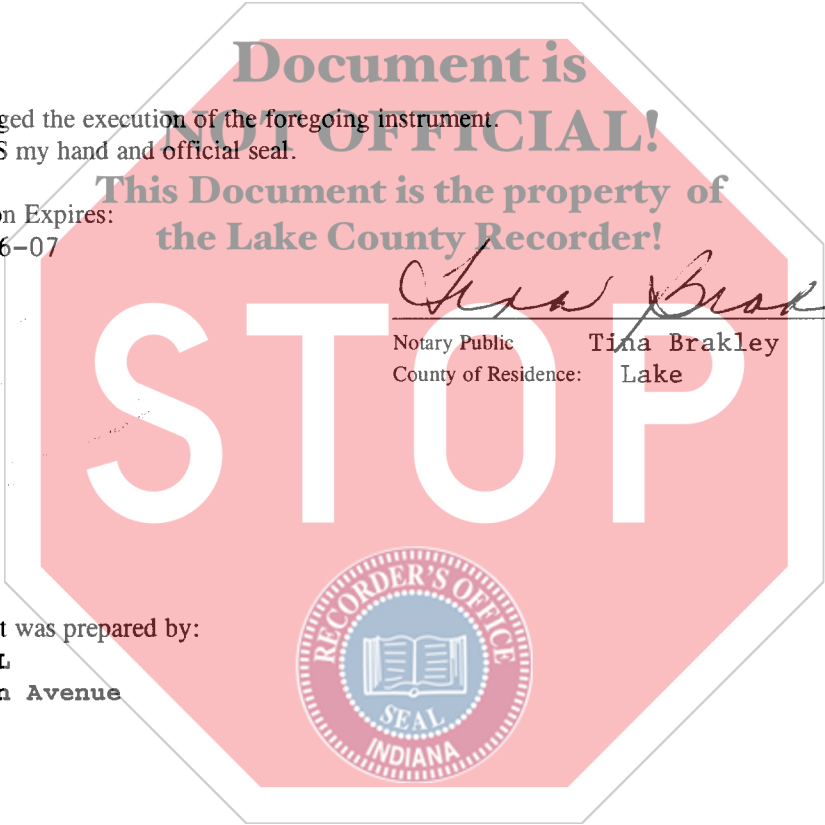 Document is
ged the execution of the foregoing instrument.
NOT OFFICIAL!
S my hand and official seal.
This Document is the property of
on Expires:
the Lake County Recorder!
6-07
Tina Brak
Notary Public Tina Brakley
County of Residence: Lake
STOP
RECORDER'S OFFICE
SEAL
INDIANA
t was prepared by:
L
n Avenue